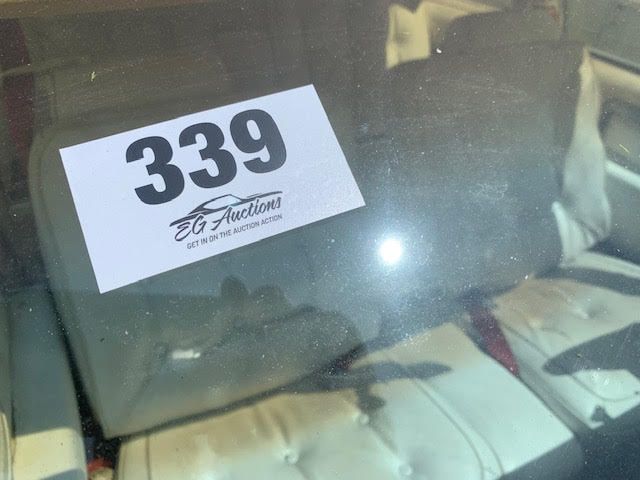 339
EG Auctions
GET IN ON THE AUCTION ACTION